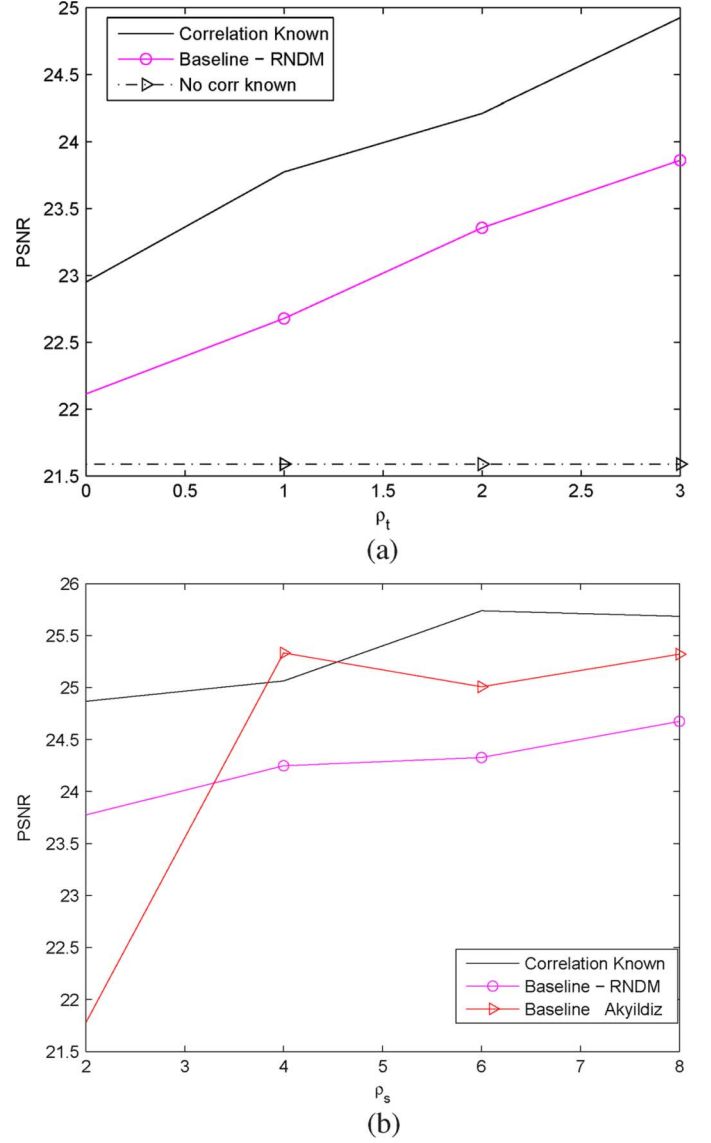 25
24.5
24
23.5
23
22.5
22
21.5
PSNR
Correlation Known
Baseline − RNDM
No corr known
0 0.5 1 1.5 2 2.5 3
ρt
(a)
26
25.5
25
24.5
24
23.5
23
22.5
22
21.5
PSNR
Correlation Known
Baseline − RNDM
Baseline Akyildiz
2 3 4 5 6 7 8
ρs
(b)